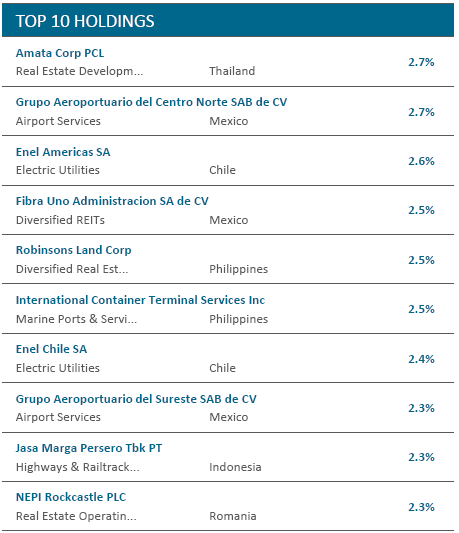 TOP 10 HOLDINGS
Amata Corp PCL
Real Estate Developm... Thailand 2.7%
Grupo Aeroportuario del Centro Norte SAB de CV
Airport Services Mexico 2.7%
Enel Americas SA
Electric Utilities Chile 2.6%
Fibra Uno Administracion SA de CV
Diversified REITs Mexico 2.5%
Robinsons Land Corp
Diversified Real Est... Philippines 2.5%
International Container Terminal Services Inc
Marine Ports & Servi... Philippines 2.5%
Enel Chile SA
Electric Utilities Chile 2.4%
Grupo Aeroportuario del Sureste SAB de CV
Airport Services Mexico 2.3%
Jasa Marga Persero Tbk PT
Highways & Railtrack... Indonesia 2.3%
NEPI Rockcastle PLC
Real Estate Operatin... Romania 2.3%